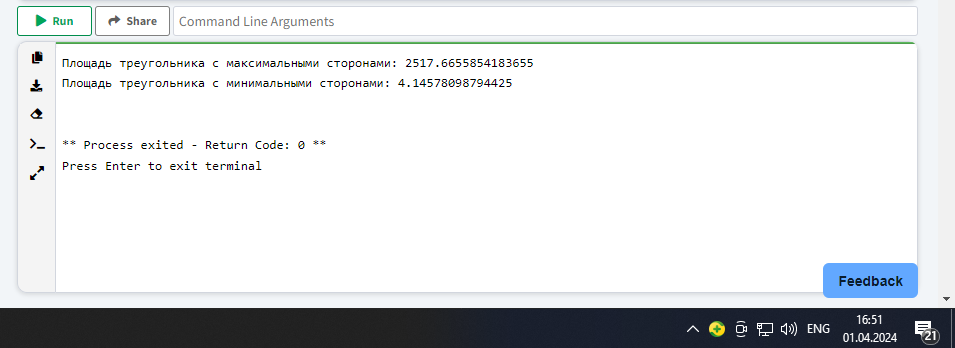 Run
Share
Command Line Arguments
Площадь треугольника с максимальными сторонами: 2517.6655854183655
Площадь треугольника с минимальными сторонами: 4.14578098794425
** Process exited - Return Code: 0 **
Press Enter to exit terminal
Feedback
ENG
16:51
01.04.2024
21